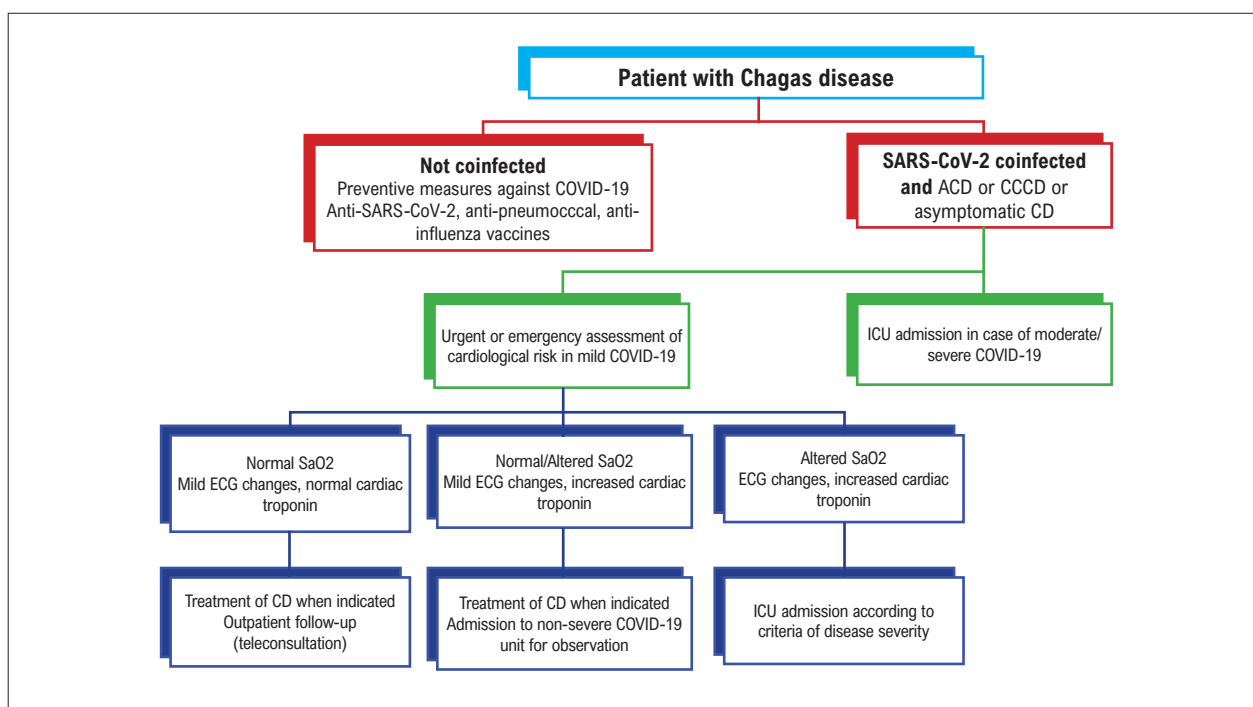 Patient with Chagas disease
Not coinfected
Preventive measures against COVID-19
Anti-SARS-CoV-2, anti-pneumocccal, anti-
influenza vaccines
SARS-CoV-2 coinfected
and ACD or CCCD or
asymptomatic CD
Urgent or emergency assessment of
cardiological risk in mild COVID-19
ICU admission in case of moderate/
severe COVID-19
Normal SaO2
Mild ECG changes, normal cardiac
troponin
Normal/Altered SaO2
Mild ECG changes, increased cardiac
troponin
Altered SaO2
ECG changes, increased cardiac
troponin
Treatment of CD when indicated
Outpatient follow-up
(teleconsultation)
Treatment of CD when indicated
Admission to non-severe COVID-19
unit for observation
ICU admission according to
criteria of disease severity